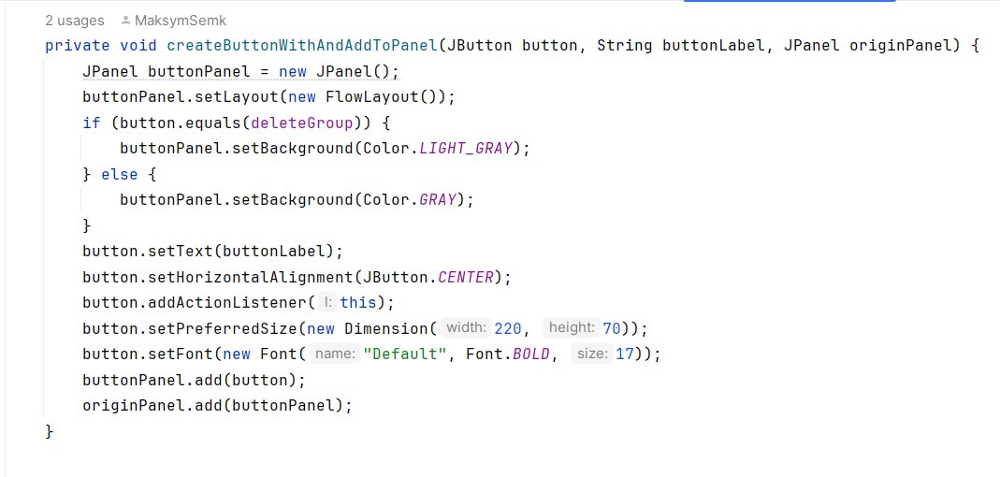 2 usages MaksymSemk
private void createButtonWithAndAddToPanel(JButton button, String buttonLabel, JPanel originPanel) {
JPanel buttonPanel = new JPanel();
buttonPanel.setLayout(new FlowLayout());
if (button.equals(deleteGroup)) {
buttonPanel.setBackground(Color.LIGHT_GRAY);
} else {
buttonPanel.setBackground(Color.GRAY);
}
button.setText(buttonLabel);
button.setHorizontalAlignment(JButton.CENTER);
button.addActionListener( l: this);
button.setPreferredSize(new Dimension( width: 220, height: 70));
button.setFont(new Font( name: "Default", Font.BOLD, size: 17));
buttonPanel.add(button);
originPanel.add(buttonPanel);
}